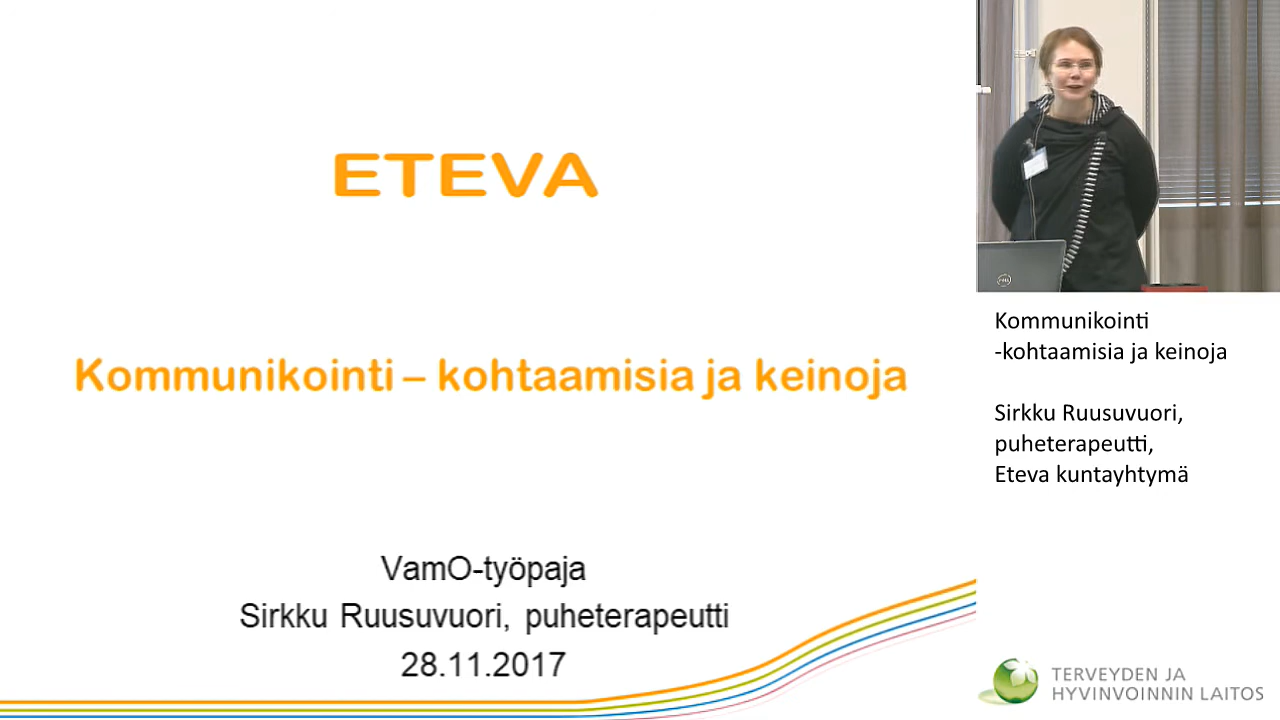 ETEVA
Kommunikointi – kohtaamisia ja keinoja
VamO-työpaja
Sirkku Ruusuvuori, puheterapeutti
28.11.2017
Kommunikointi
-kohtaamisia ja keinoja
Sirkku Ruusuvuori,
puheterapeutti,
Eteva kuntayhtymä
TERVEYDEN JA
HYVINVOINNIN LAITOS